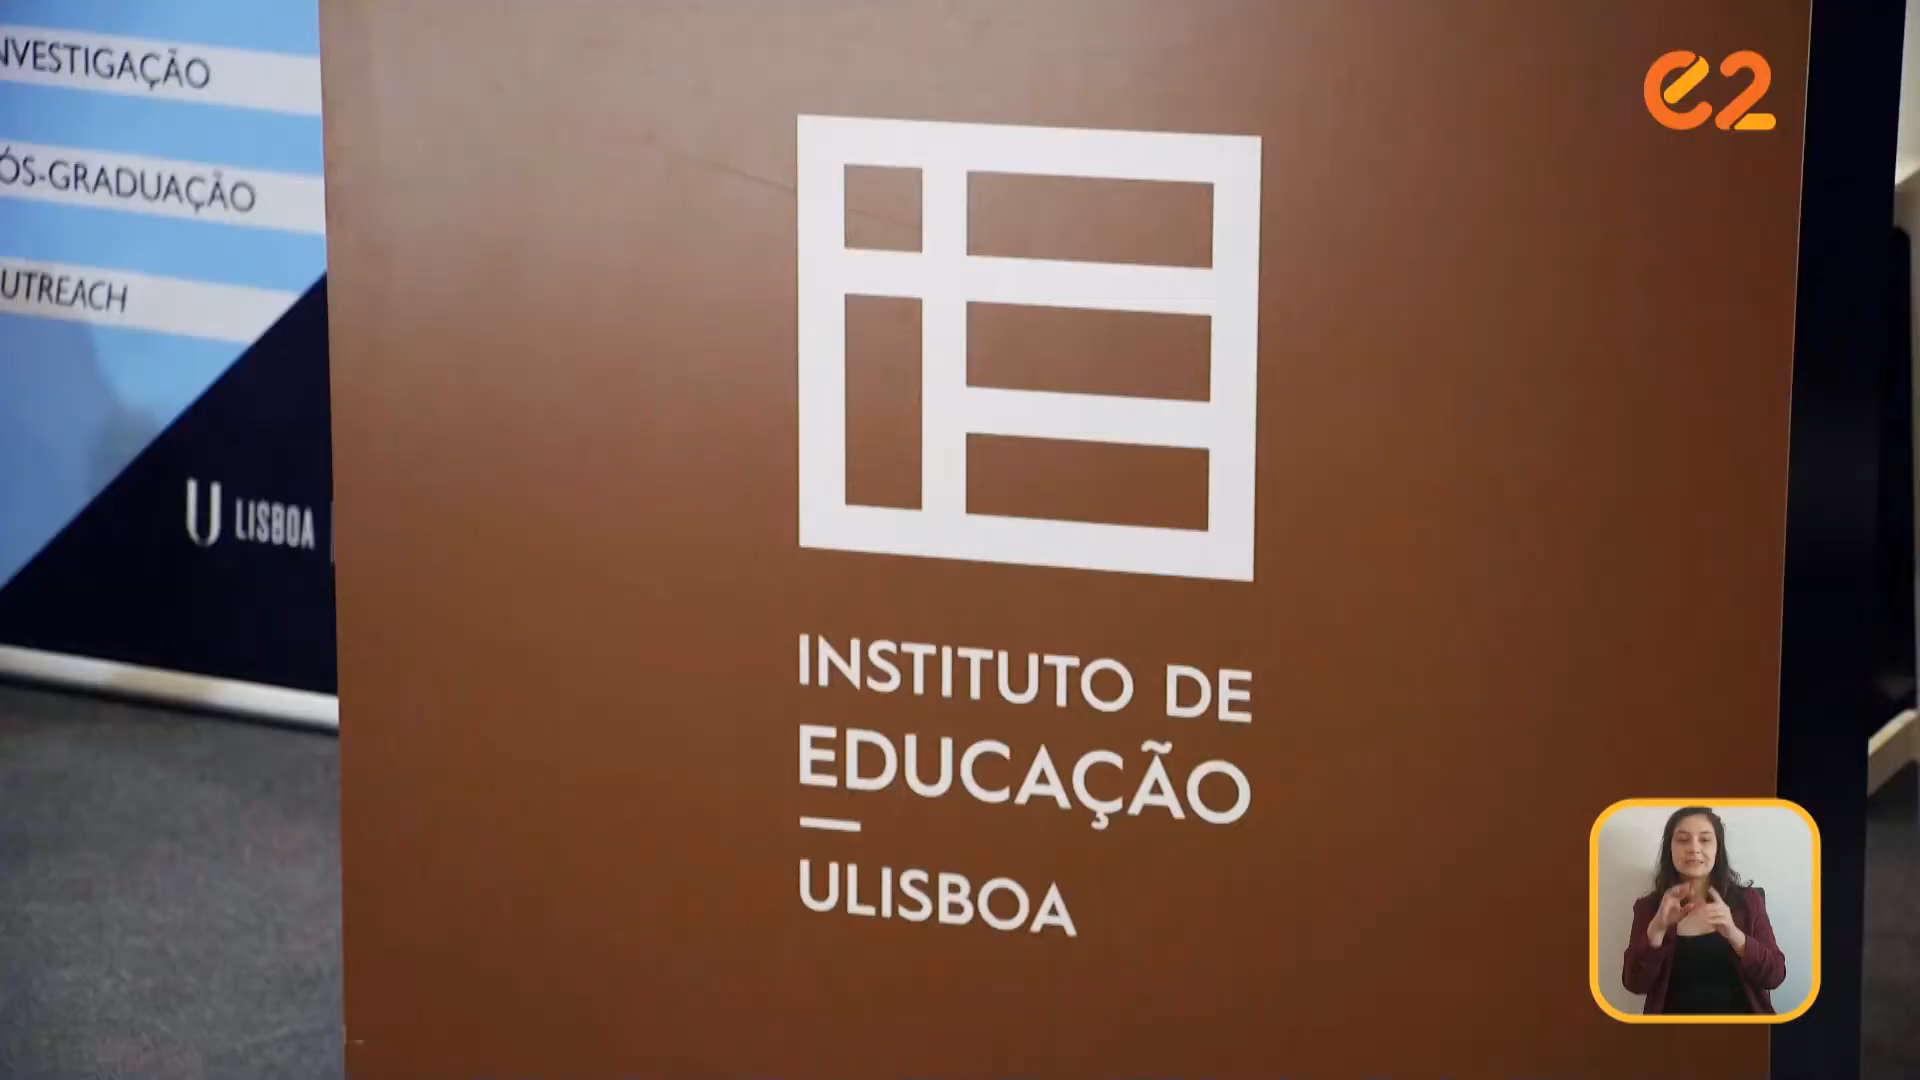 NVESTIGAÇÃO
ÓS-GRADUAÇÃO
UTREACH
U LISBOA
e2
INSTITUTO DE
EDUCAÇÃO
ULISBOA